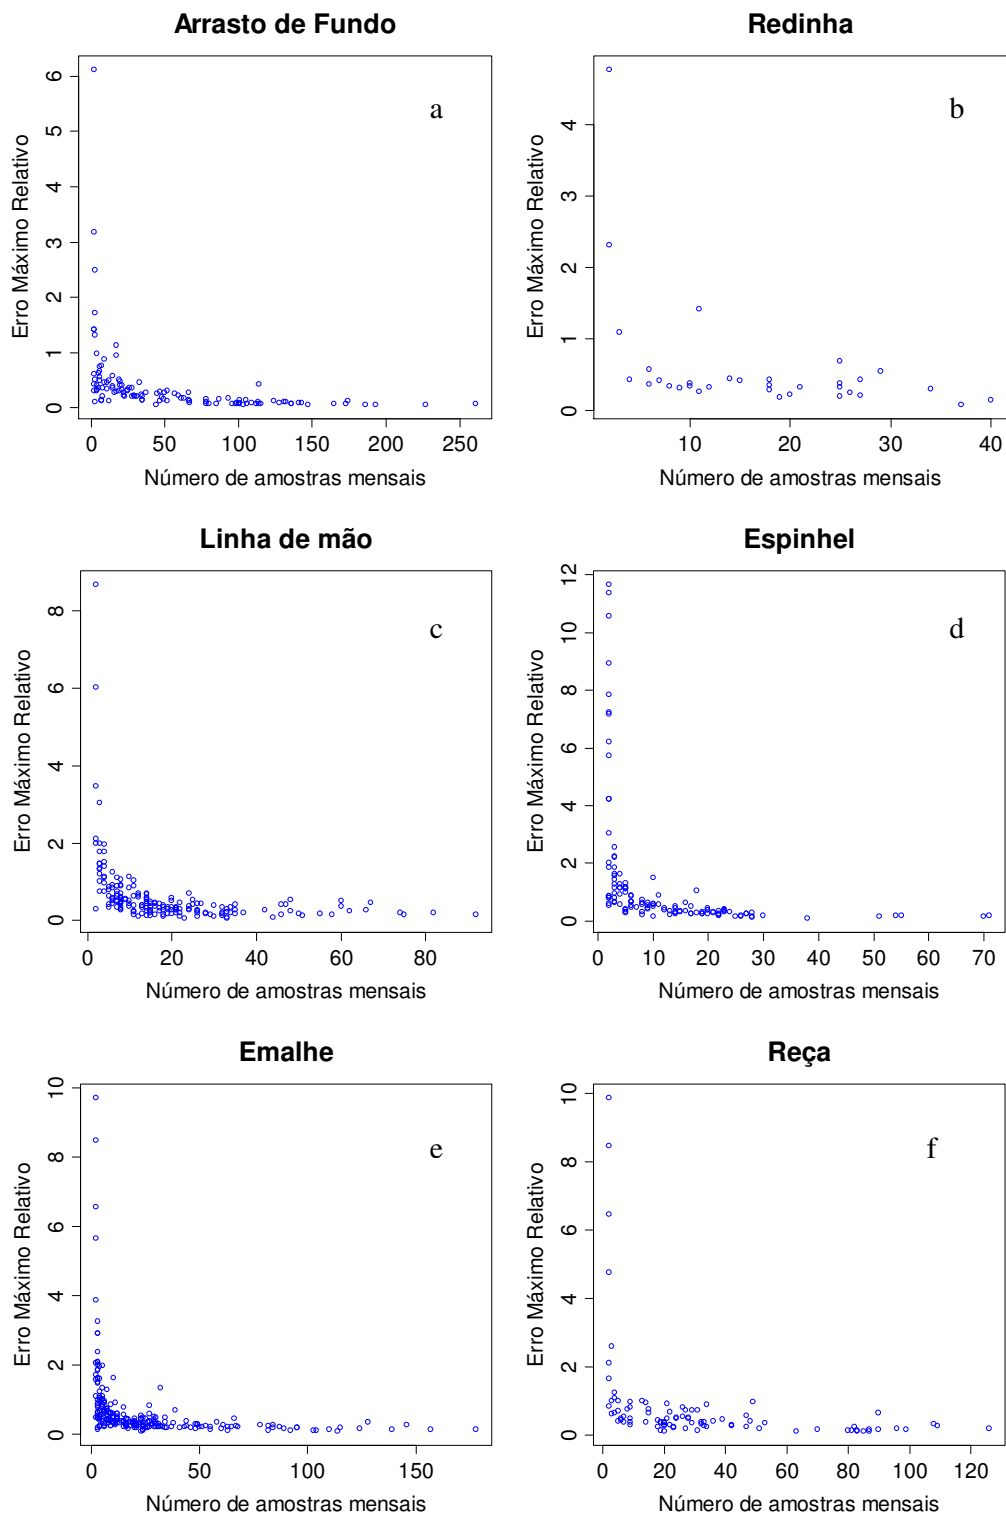 Arrasto de Fundo
a
Erro Máximo Relativo
0 1 2 3 4 5 6
0 50 100 150 200 250
Número de amostras mensais
Redinha
b
Erro Máximo Relativo
0 1 2 3 4
10 20 30 40
Número de amostras mensais
Linha de mão
c
Erro Máximo Relativo
0 2 4 6 8
0 20 40 60 80
Número de amostras mensais
Espinhel
d
Erro Máximo Relativo
0 2 4 6 8 10 12
0 10 20 30 40 50 60 70
Número de amostras mensais
Emalhe
e
Erro Máximo Relativo
0 2 4 6 8 10
0 50 100 150
Número de amostras mensais
Reça
f
Erro Máximo Relativo
0 2 4 6 8 10
0 20 40 60 80 100 120
Número de amostras mensais